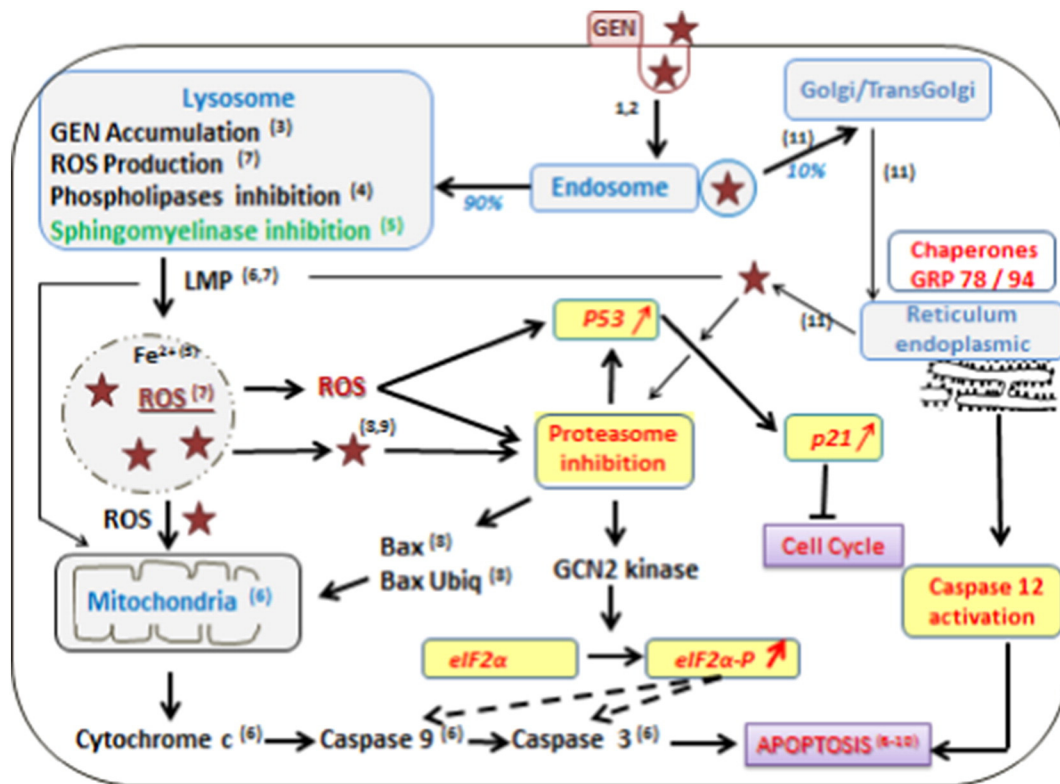 GEN
Lysosome
GEN Accumulation (3)
ROS Production (7)
Phospholipases inhibition (4)
Sphingomyelinase inhibition (5)
1,2
Endosome
90%
(11)
10%
Golgi/TransGolgi
(11)
Chaperones
GRP 78 / 94
Reticulum
endoplasmic
(11)
LMP (6,7)
Fe2+ (5)
ROS (7)
ROS
(8,9)
P53
Proteasome
inhibition
p21
Cell Cycle
ROS
Mitochondria (6)
Bax (8)
Bax Ubiq (8)
GCN2 kinase
eIF2α
eIF2α-P
Caspase 12
activation
Cytochrome c (6)
Caspase 9 (6)
Caspase 3 (6)
APOPTOSIS (6-10)